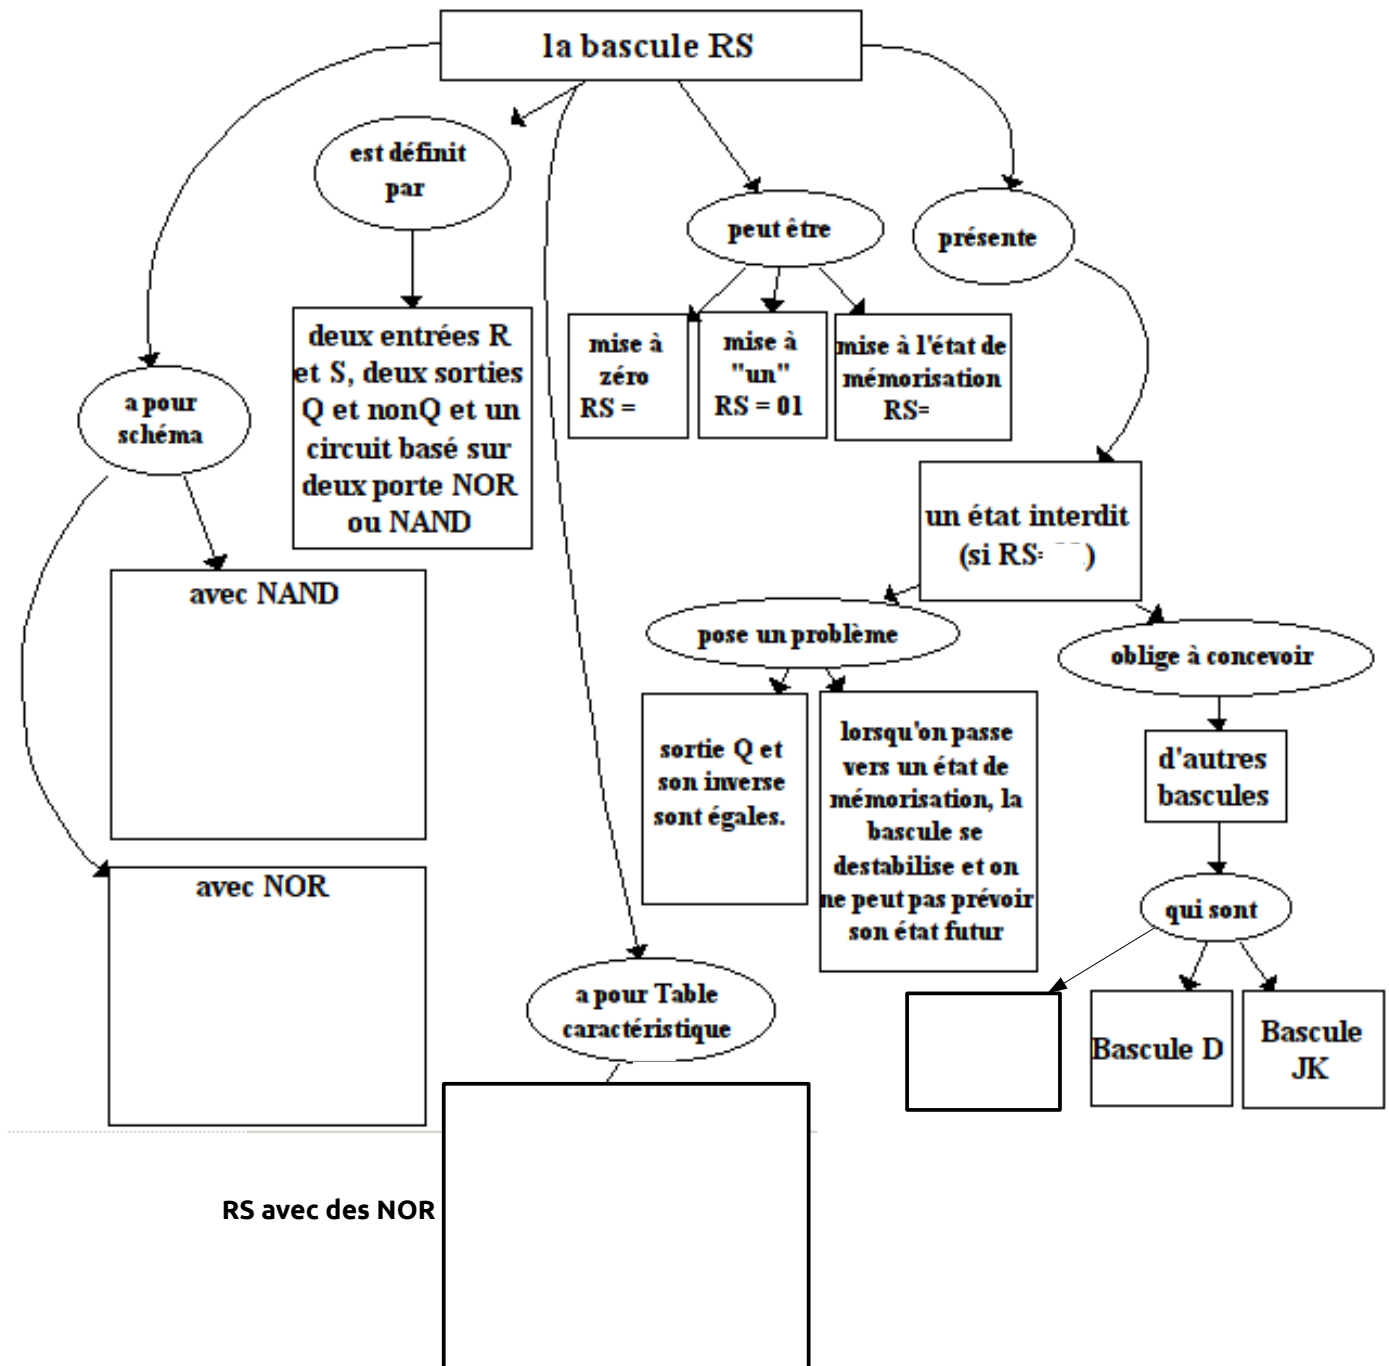 la bascule RS
est définit
par
peut être
présente
deux entrées R
et S, deux sorties
Q et nonQ et un
circuit basé sur
deux porte NOR
ou NAND
mise à
zéro
RS =
mise à
"un"
RS = 01
mise à l'état de
mémorisation
RS=
a pour
schéma
un état interdit
(si RS= )
avec NAND
pose un problème
oblige à concevoir
sortie Q et
son inverse
sont égales.
lorsqu'on passe
vers un état de
mémorisation, la
bascule se
destabilise et on
ne peut pas prévoir
son état futur
d'autres
bascules
avec NOR
qui sont
a pour Table
caractéristique
Bascule D
Bascule
JK
RS avec des NOR